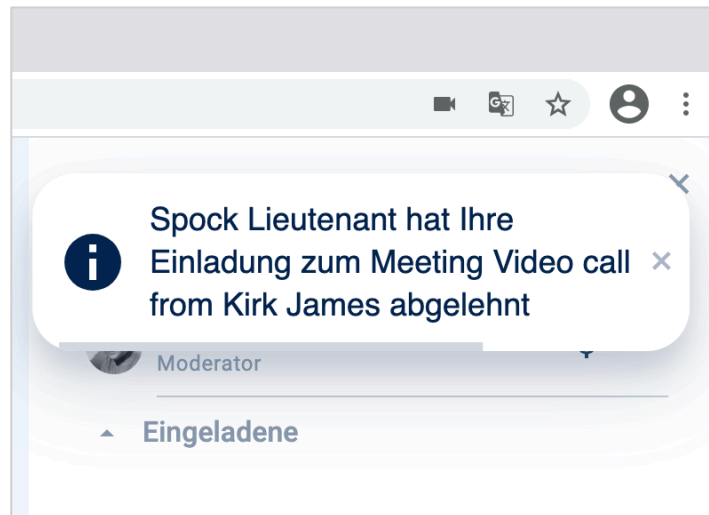 Spock Lieutenant hat Ihre
Einladung zum Meeting Video call
from Kirk James abgelehnt
Moderator
Eingeladene